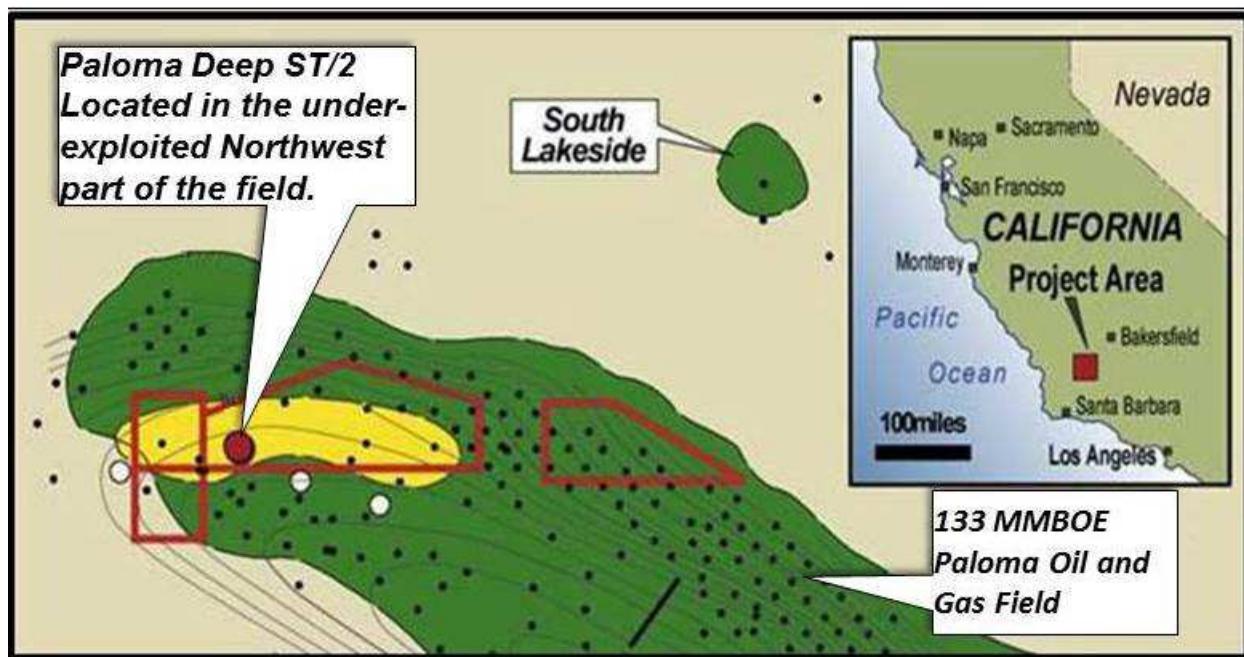 Paloma Deep ST/2
Located in the under-
exploited Northwest
part of the field.
South
Lakeside
Nevada
Napa
Sacramento
San Francisco
CALIFORNIA
Monterey
Project Area
Pacific
Ocean
Bakersfield
Santa Barbara
100miles
Los Angeles
133 MMBOE
Paloma Oil and
Gas Field